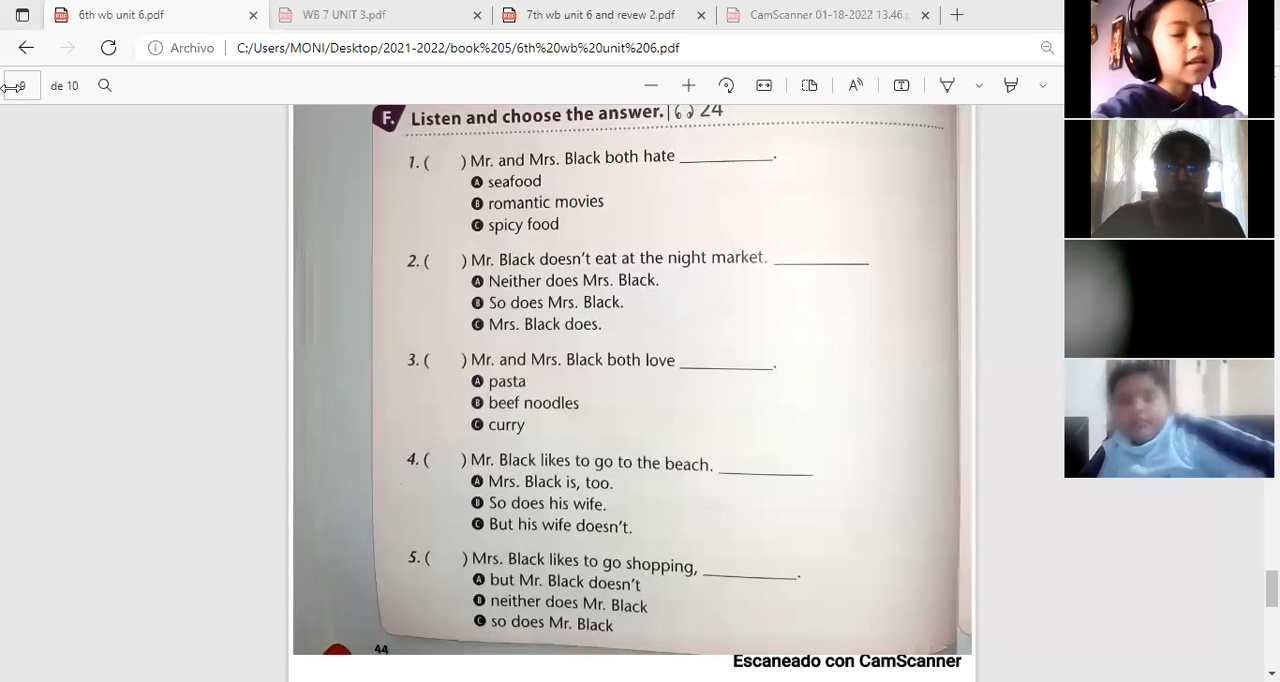 6th wb unit 6.pdf
WB 7 UNIT 3.pdf
7th wb unit 6 and revew 2.pdf
CamScanner 01-18-2022 13.46.
Archivo
C:/Users/MONI/Desktop/2021-2022/book%205/6th%20wb%20unit%206.pdf
9 de 10
F. Listen and choose the answer. 24
1. ( ) Mr. and Mrs. Black both hate __________.
A seafood
B romantic movies
C spicy food
2. ( ) Mr. Black doesn't eat at the night market. __________
A Neither does Mrs. Black.
B So does Mrs. Black.
C Mrs. Black does.
3. ( ) Mr. and Mrs. Black both love __________.
A pasta
B beef noodles
C curry
4. ( ) Mr. Black likes to go to the beach. __________
A Mrs. Black is, too.
B So does his wife.
C But his wife doesn't.
5. ( ) Mrs. Black likes to go shopping, __________.
A but Mr. Black doesn't
B neither does Mr. Black
C so does Mr. Black
44
Escaneado con CamScanner